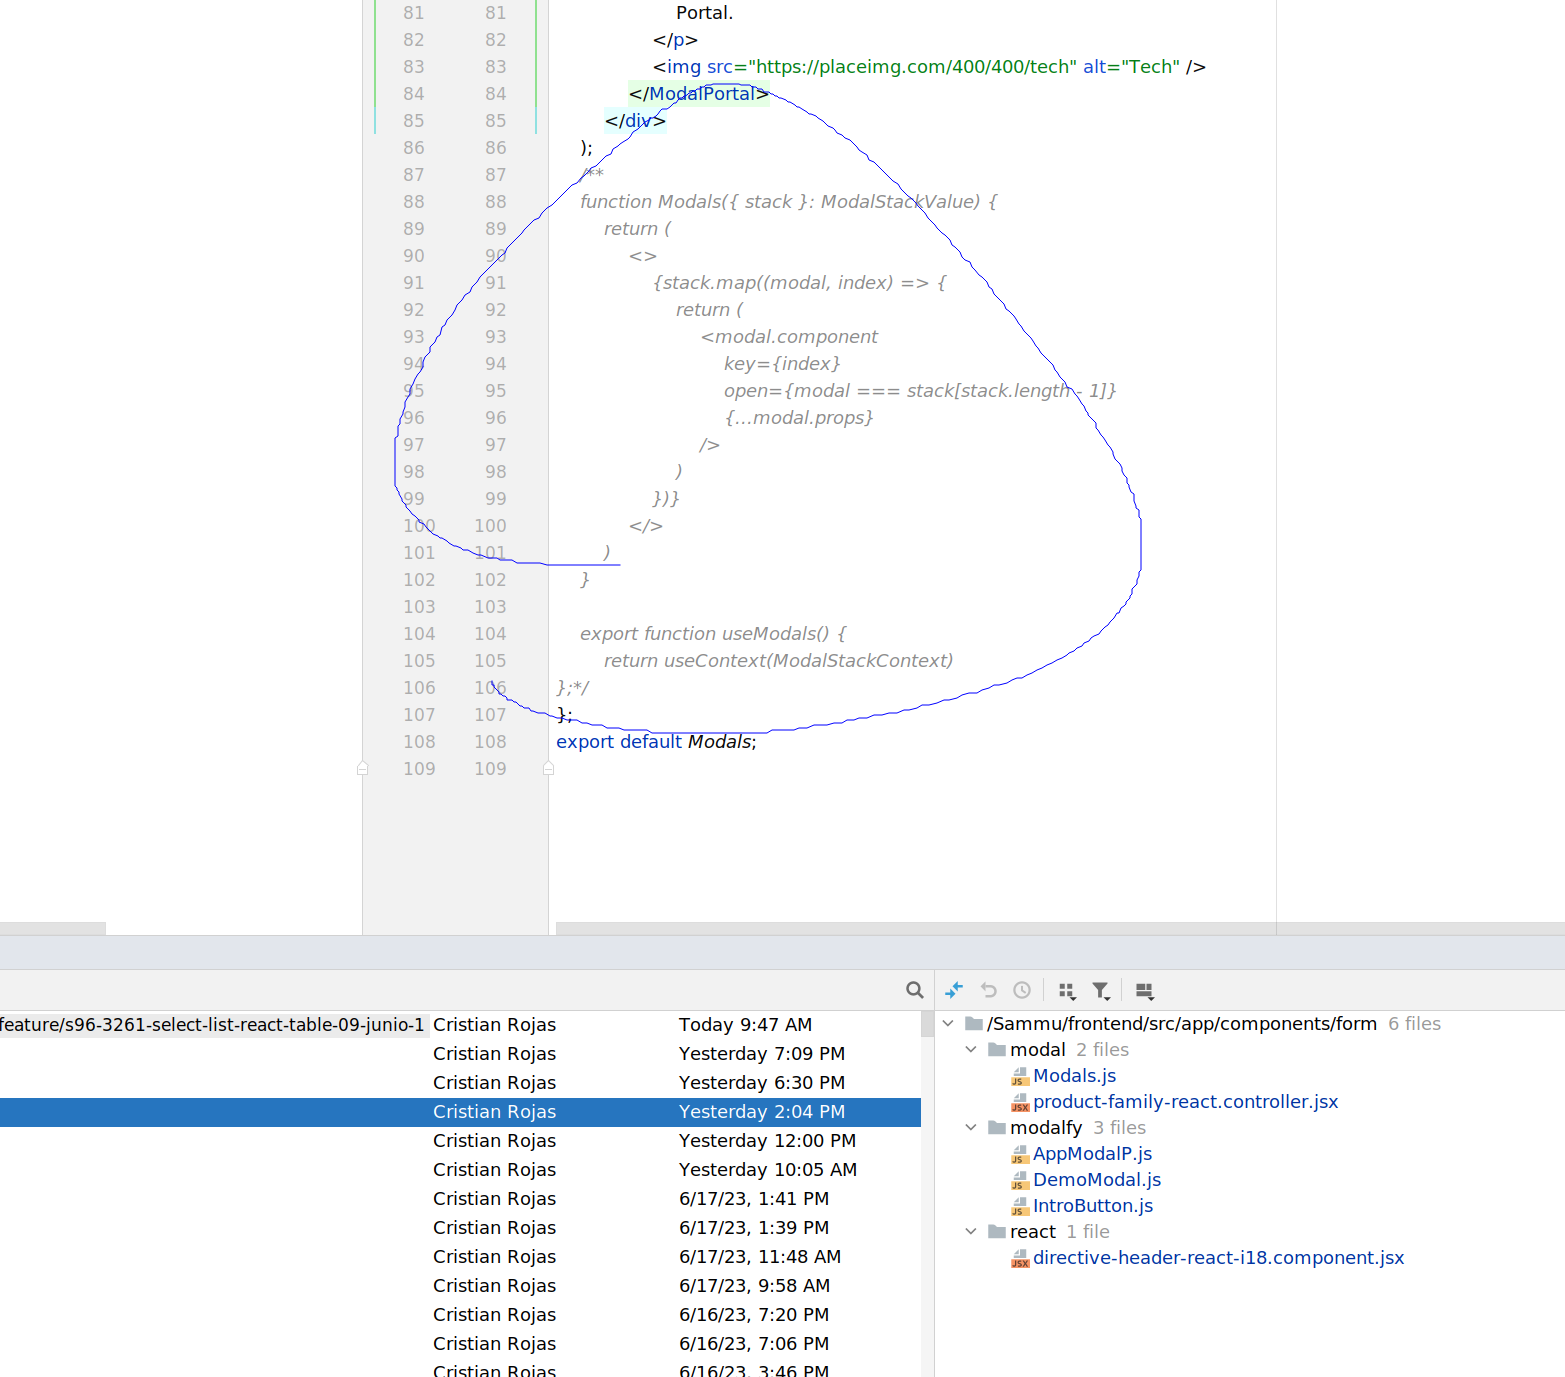 81 81 Portal.
82 82 </p>
83 83 <img src="https://placeimg.com/400/400/tech" alt="Tech" />
84 84 </ModalPortal>
85 85 </div>
86 86 );
87 87 /**
88 88 function Modals({ stack }: ModalStackValue) {
89 89 return (
90 90 <>
91 91 {stack.map((modal, index) => {
92 92 return (
93 93 <modal.component
94 94 key={index}
95 95 open={modal === stack[stack.length - 1]}
96 96 {...modal.props}
97 97 />
98 98 )
99 99 })}
100 100 </>
101 101 )
102 102 }
103 103
104 104 export function useModals() {
105 105 return useContext(ModalStackContext)
106 106 };*/
107 107 };
108 108 export default Modals;
109 109
feature/s96-3261-select-list-react-table-09-junio-1 Cristian Rojas Today 9:47 AM
Cristian Rojas Yesterday 7:09 PM
Cristian Rojas Yesterday 6:30 PM
Cristian Rojas Yesterday 2:04 PM
Cristian Rojas Yesterday 12:00 PM
Cristian Rojas Yesterday 10:05 AM
Cristian Rojas 6/17/23, 1:41 PM
Cristian Rojas 6/17/23, 1:39 PM
Cristian Rojas 6/17/23, 11:48 AM
Cristian Rojas 6/17/23, 9:58 AM
Cristian Rojas 6/16/23, 7:20 PM
Cristian Rojas 6/16/23, 7:06 PM
Cristian Rojas 6/16/23, 3:46 PM
/Sammu/frontend/src/app/components/form 6 files
modal 2 files
JS Modals.js
JSX product-family-react.controller.jsx
modalfy 3 files
JS AppModalP.js
JS DemoModal.js
JS IntroButton.js
react 1 file
JSX directive-header-react-i18.component.jsx